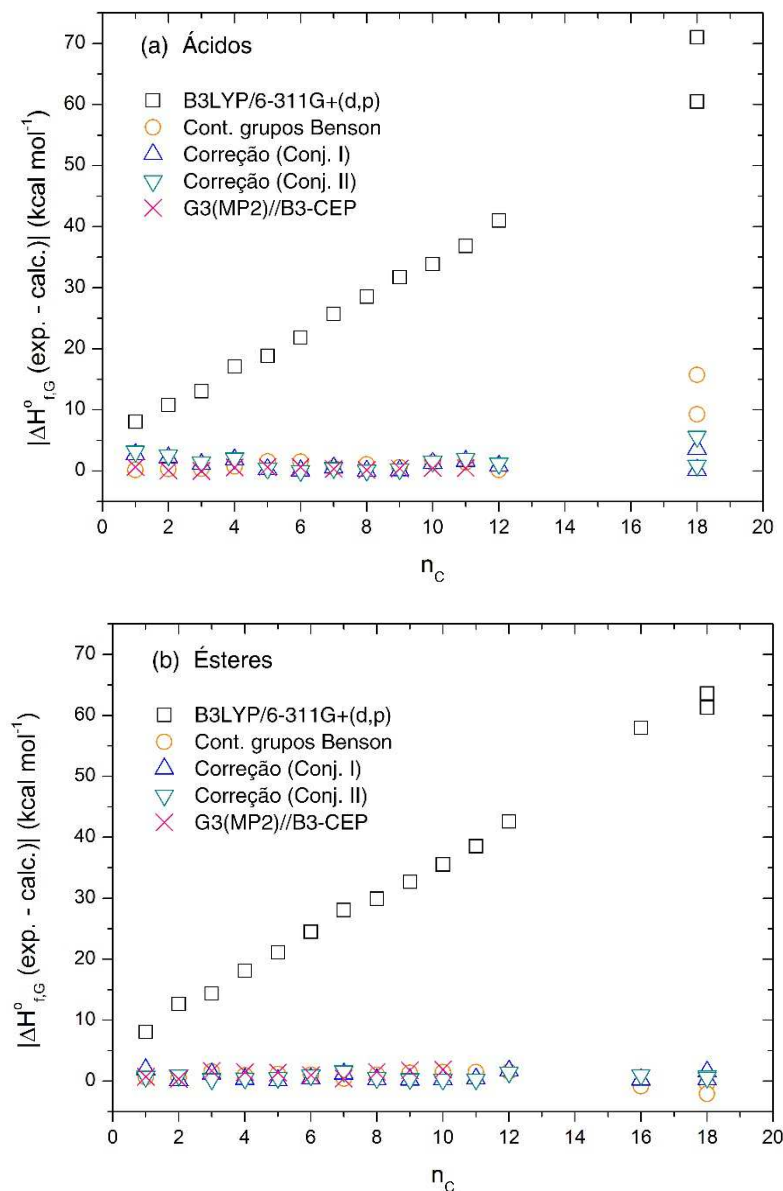 (a) Ácidos
B3LYP/6-311G+(d,p)
Cont. grupos Benson
Correção (Conj. I)
Correção (Conj. II)
G3(MP2)//B3-CEP
|ΔH°f,G (exp. - calc.)| (kcal mol⁻¹)
70
60
50
40
30
20
10
0
0 2 4 6 8 10 12 14 16 18 20
nC
(b) Ésteres
B3LYP/6-311G+(d,p)
Cont. grupos Benson
Correção (Conj. I)
Correção (Conj. II)
G3(MP2)//B3-CEP
|ΔH°f,G (exp. - calc.)| (kcal mol⁻¹)
70
60
50
40
30
20
10
0
0 2 4 6 8 10 12 14 16 18 20
nC